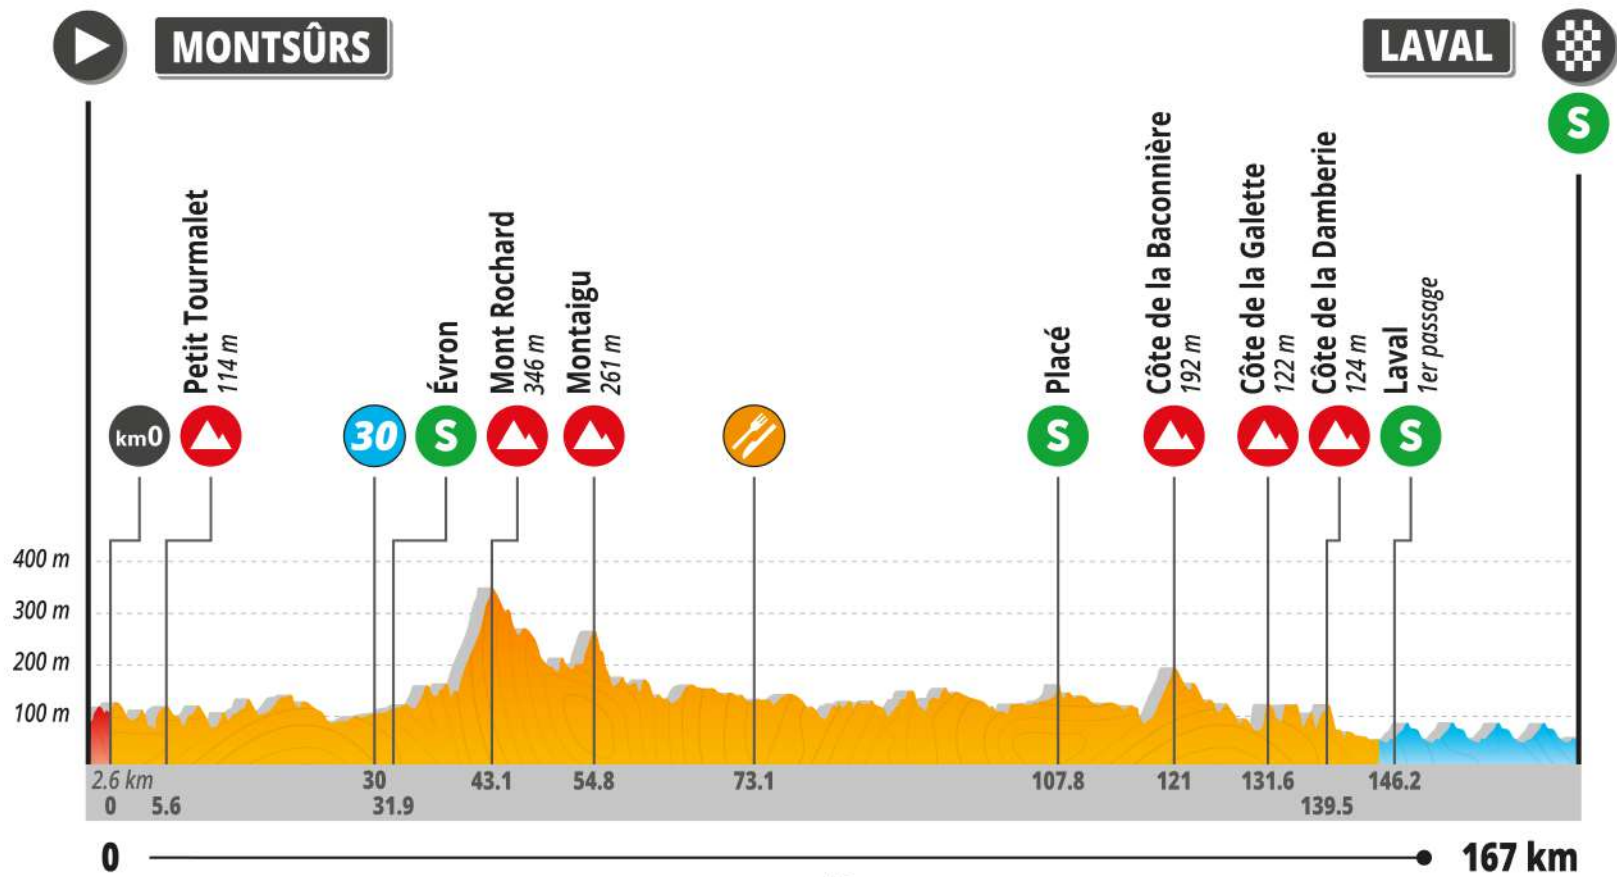 MONTSÛRS
LAVAL
S
Petit Tourmalet
114 m
Évron
Mont Rochard
346 m
Montaigu
261 m
Placé
Côte de la Baconnière
192 m
Côte de la Galette
122 m
Côte de la Damberie
124 m
Laval
1er passage
km0
30
S
S
S
400 m
300 m
200 m
100 m
2.6 km
30
43.1
54.8
73.1
107.8
121
131.6
146.2
0
5.6
31.9
139.5
0
167 km